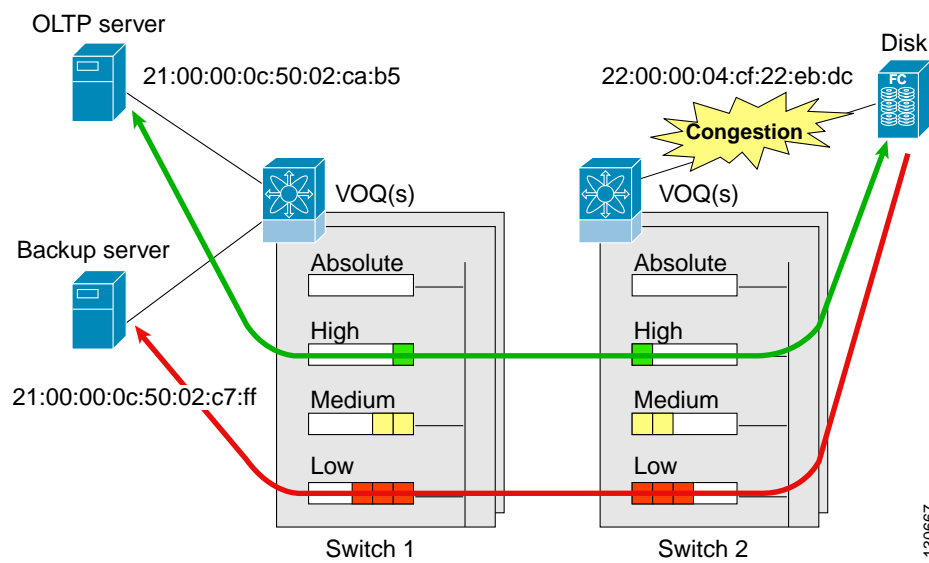 OLTP server
21:00:00:0c:50:02:ca:b5
22:00:00:04:cf:22:eb:dc
Disk
FC
Congestion
VOQ(s)
VOQ(s)
Backup server
21:00:00:0c:50:02:c7:ff
Absolute
High
Medium
Low
Switch 1
Absolute
High
Medium
Low
Switch 2